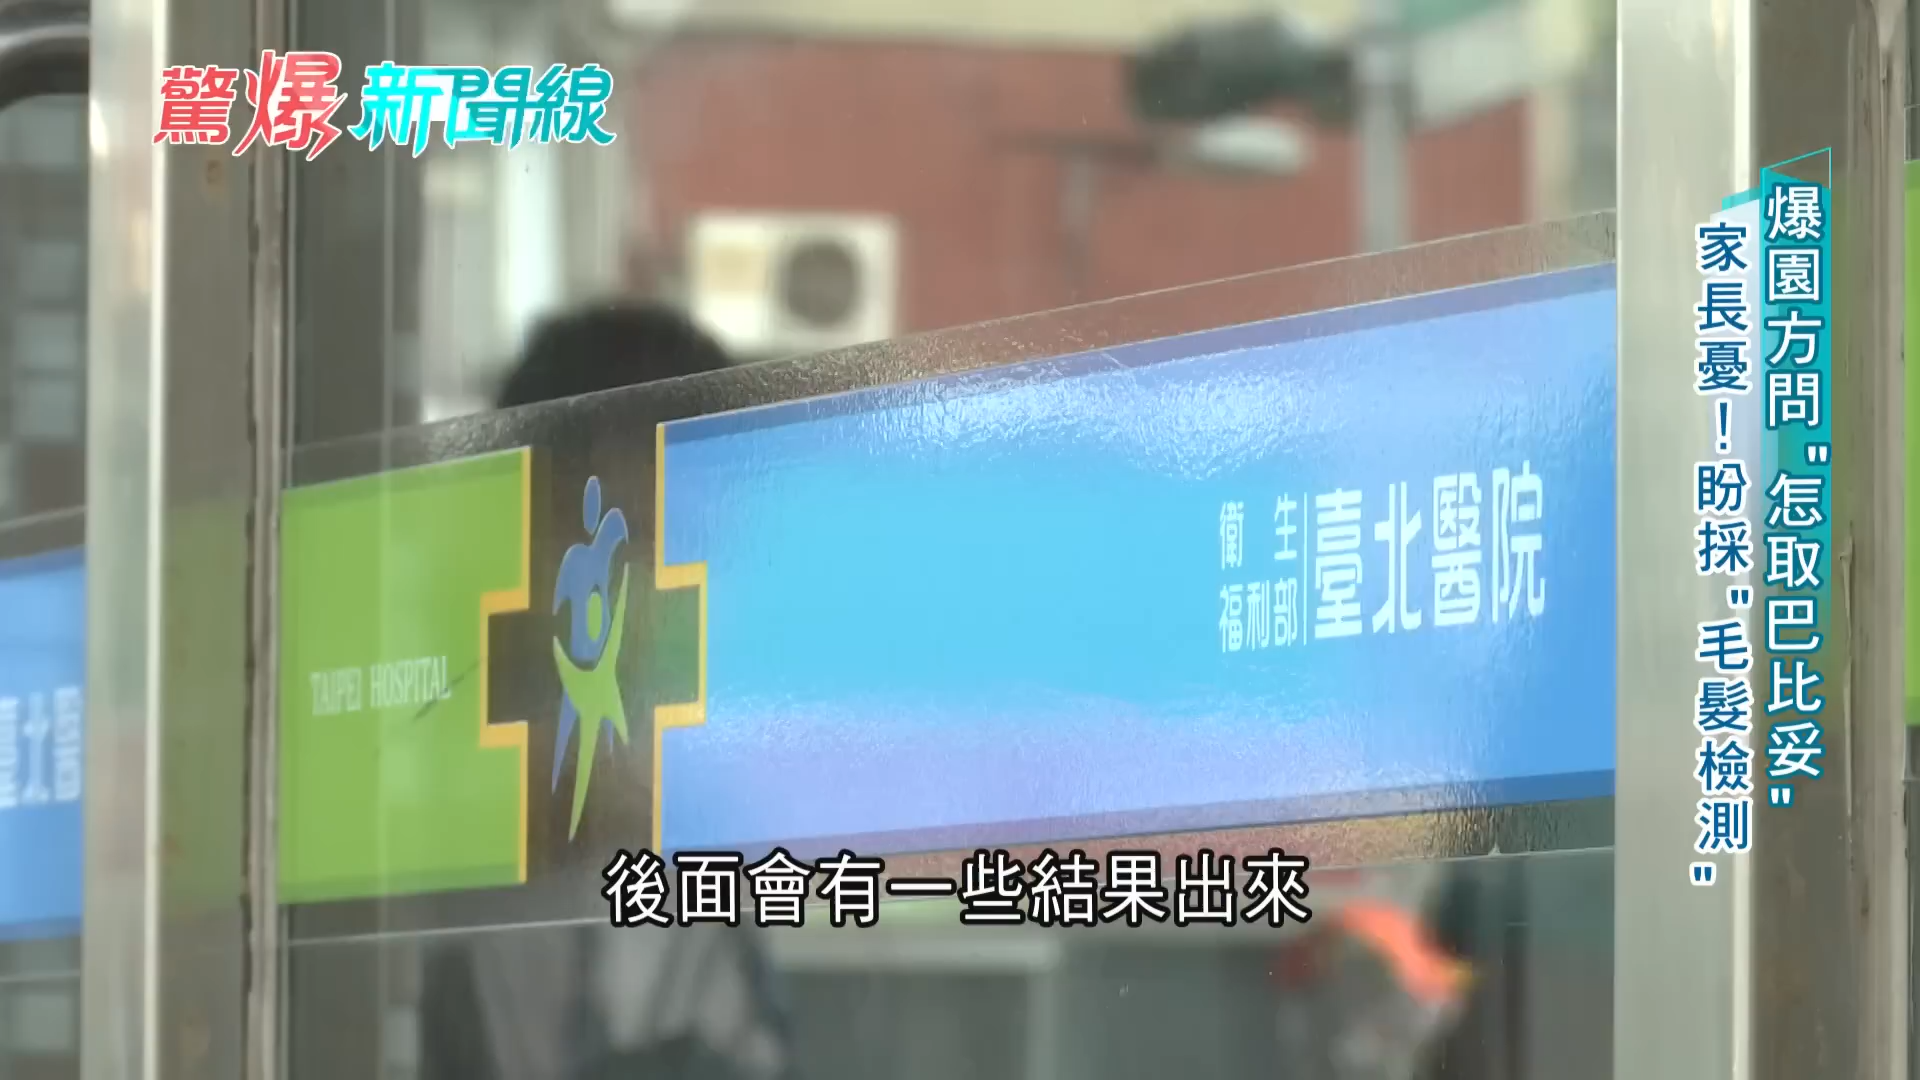 驚爆新聞線
爆園方問"怎取巴比妥"
家長憂！盼採"毛髮檢測"
衛生福利部
臺北醫院
TAIPEI HOSPITAL
臺北醫
後面會有一些結果出來